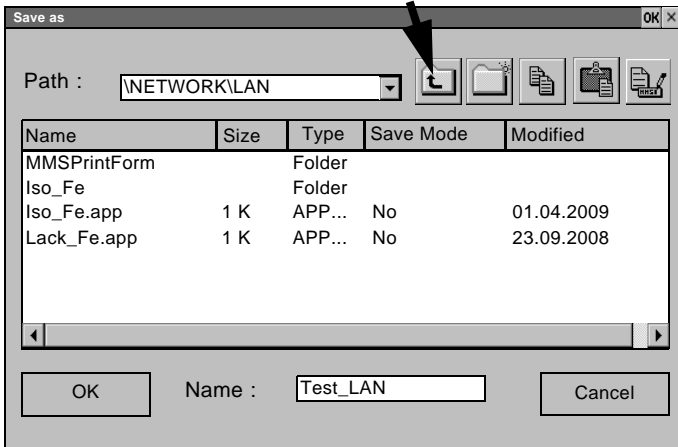 Save as OK ×
Path : \NETWORK\LAN
Name Size Type Save Mode Modified
MMSPrintForm Folder
Iso_Fe Folder
Iso_Fe.app 1 K APP... No 01.04.2009
Lack_Fe.app 1 K APP... No 23.09.2008
OK Name : Test_LAN Cancel